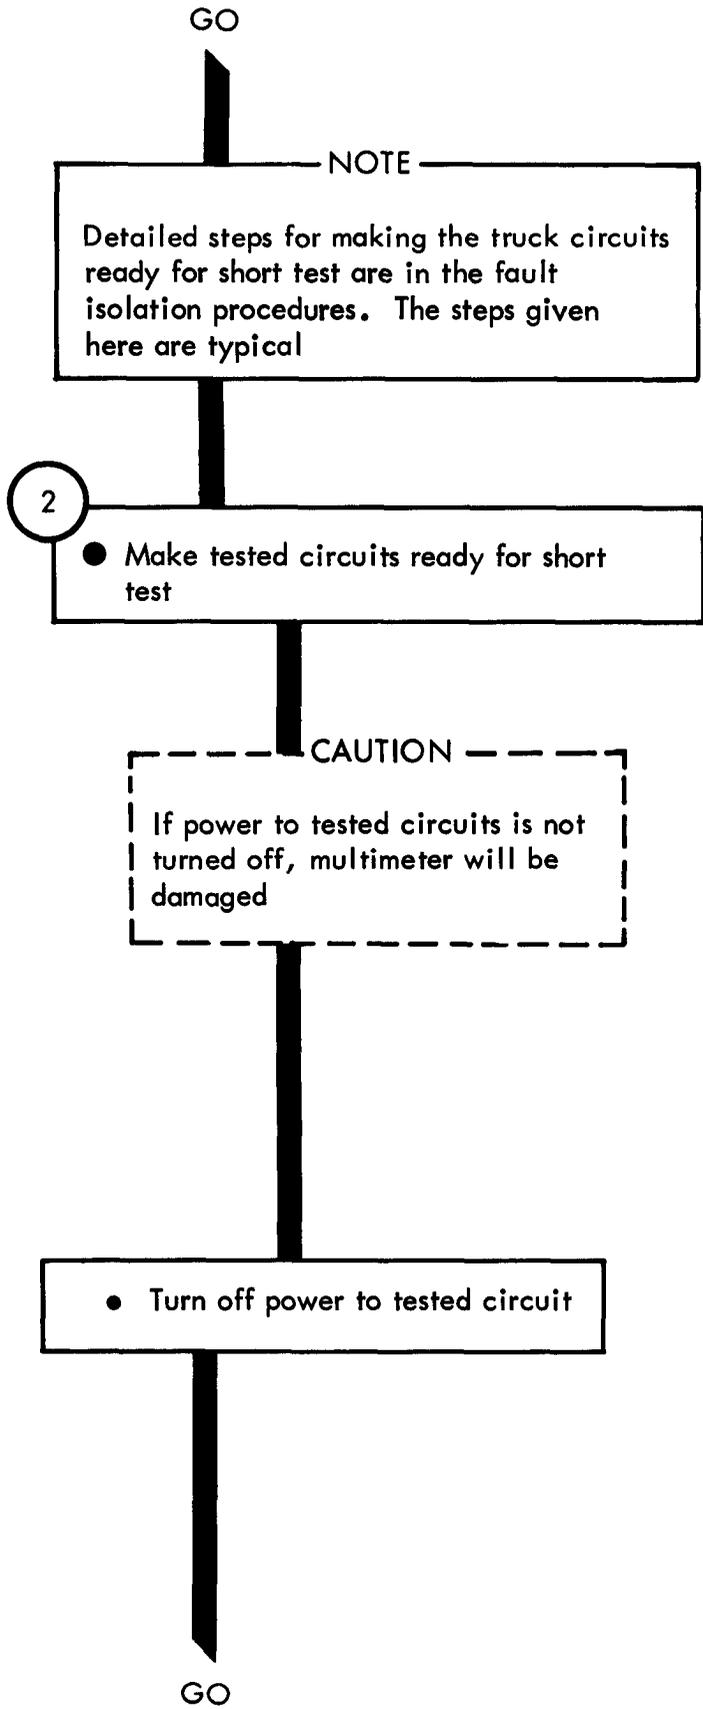 GO
NOTE
Detailed steps for making the truck circuits
ready for short test are in the fault
isolation procedures. The steps given
here are typical
2
● Make tested circuits ready for short
test
CAUTION
If power to tested circuits is not
turned off, multimeter will be
damaged
● Turn off power to tested circuit
GO